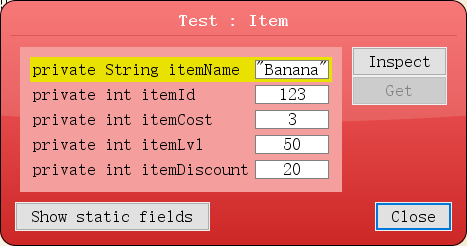 Test : Item
private String itemName "Banana"
Inspect
private int itemId 123
Get
private int itemCost 3
private int itemLvl 50
private int itemDiscount 20
Show static fields
Close